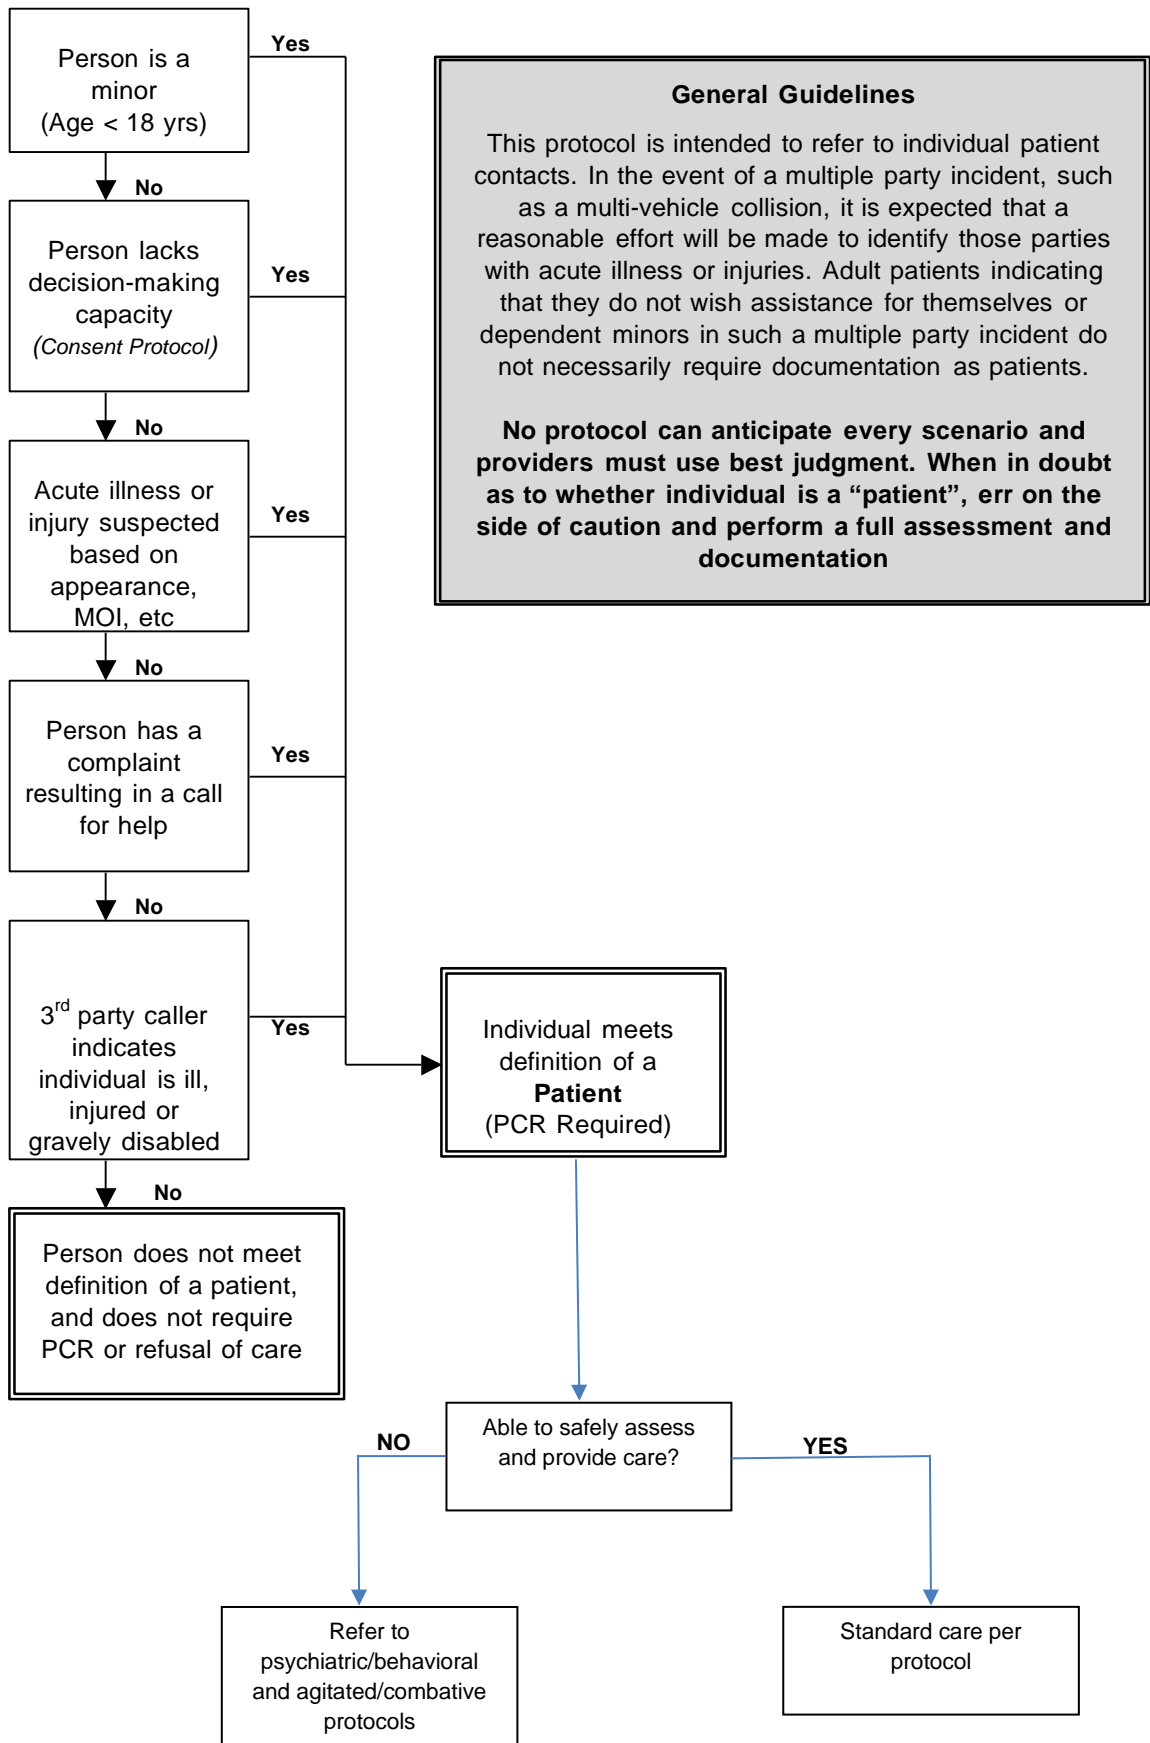 Person is a
minor
(Age < 18 yrs)
Yes
No
Person lacks
decision-making
capacity
(Consent Protocol)
Yes
No
Acute illness or
injury suspected
based on
appearance,
MOI, etc
Yes
No
Person has a
complaint
resulting in a call
for help
Yes
No
3rd party caller
indicates
individual is ill,
injured or
gravely disabled
Yes
No
Person does not meet
definition of a patient,
and does not require
PCR or refusal of care
General Guidelines
This protocol is intended to refer to individual patient
contacts. In the event of a multiple party incident, such
as a multi-vehicle collision, it is expected that a
reasonable effort will be made to identify those parties
with acute illness or injuries. Adult patients indicating
that they do not wish assistance for themselves or
dependent minors in such a multiple party incident do
not necessarily require documentation as patients.
No protocol can anticipate every scenario and
providers must use best judgment. When in doubt
as to whether individual is a “patient”, err on the
side of caution and perform a full assessment and
documentation
Individual meets
definition of a
Patient
(PCR Required)
Able to safely assess
and provide care?
NO
YES
Refer to
psychiatric/behavioral
and agitated/combative
protocols
Standard care per
protocol